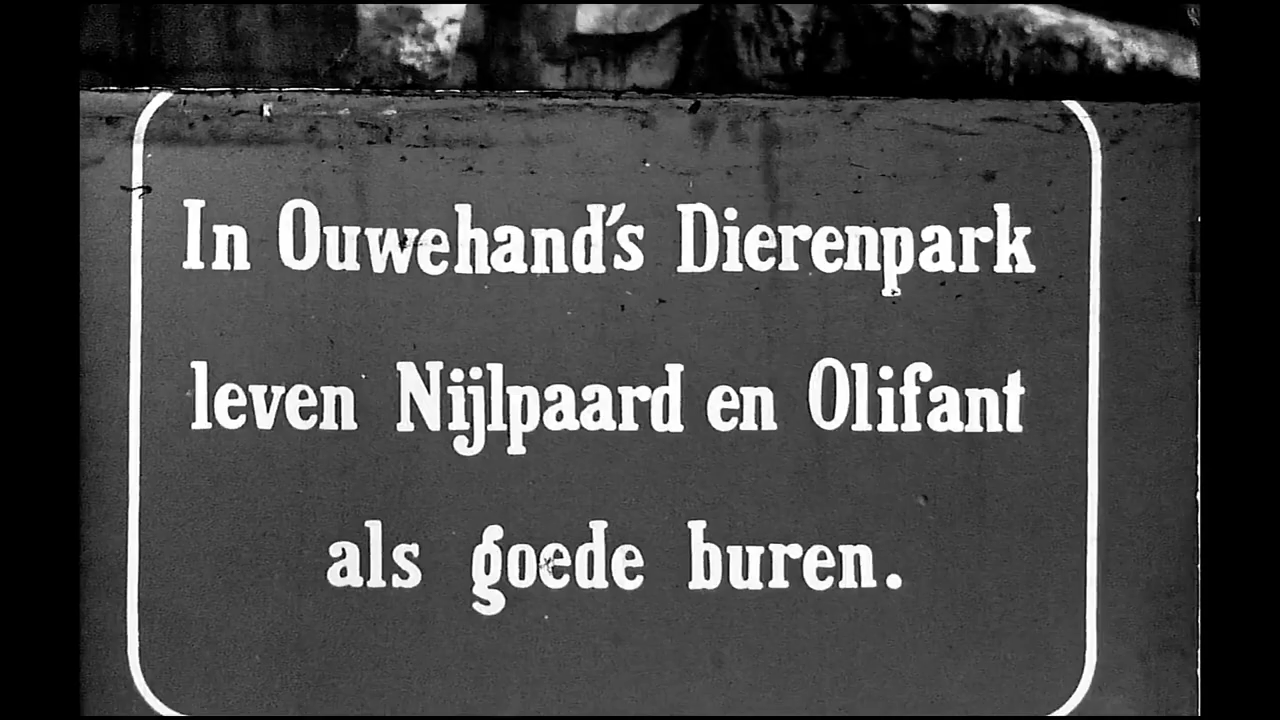 In Ouwehand's Dierenpark
leven Nijlpaard en Olifant
als goede buren.